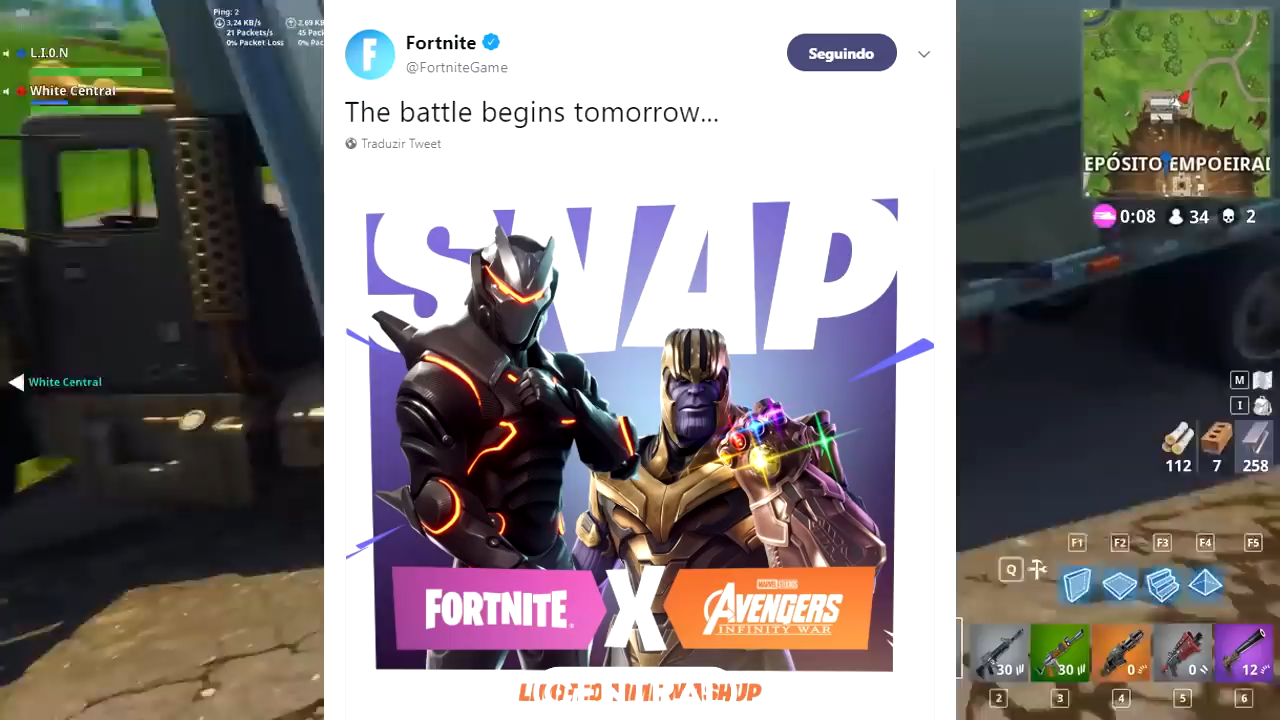 Ping: 2
3.24 KB/s
2.69 KB
21 Packets/s
45 Pack
0% Packet Loss
0% Pac
L.I.O.N
White Central
White Central
Fortnite
@FortniteGame
Seguindo
The battle begins tomorrow...
Traduzir Tweet
SNAP
FORTNITE
X
MARVEL STUDIOS
AVENGERS
INFINITY WAR
EPÓSITO EMPOEIRAD
0:08
34
2
M
I
112
7
258
F1
F2
F3
F4
F5
Q
30
30
0
0
12
2
3
4
5
6